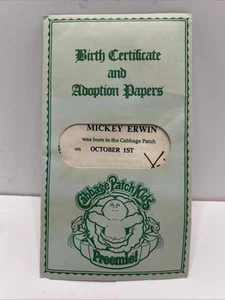 Birth Certificate
and
Adoption Papers
MICKEY ERWIN
was born in the Cabbage Patch
on OCTOBER 1ST
Cabbage Patch Kids
Preemie!